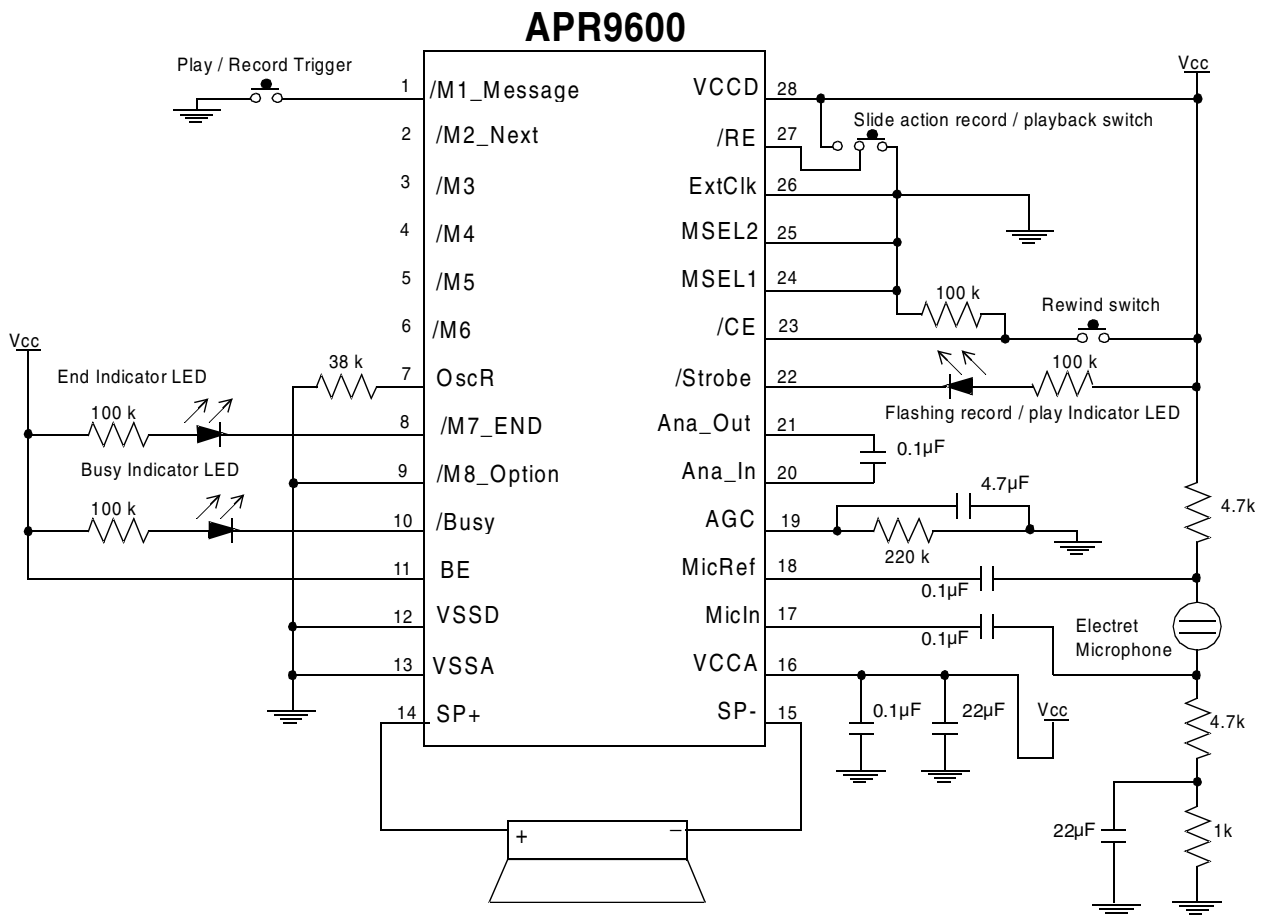 APR9600
Play / Record Trigger
Vcc
1 /M1_Message VCCD 28
Slide action record / playback switch
2 /M2_Next /RE 27
3 /M3 ExtClk 26
4 /M4 MSEL2 25
5 /M5 MSEL1 24
100 k
Rewind switch
6 /M6 /CE 23
Vcc
38 k
100 k
End Indicator LED
7 OscR /Strobe 22
100 k
Flashing record / play Indicator LED
8 /M7_END Ana_Out 21
0.1µF
Busy Indicator LED
9 /M8_Option Ana_In 20
4.7µF
4.7k
100 k
10 /Busy AGC 19
220 k
11 BE MicRef 18
0.1µF
12 VSSD MicIn 17
0.1µF
Electret
Microphone
13 VSSA VCCA 16
14 SP+ SP- 15
0.1µF
22µF
Vcc
4.7k
+ −
22µF
1k